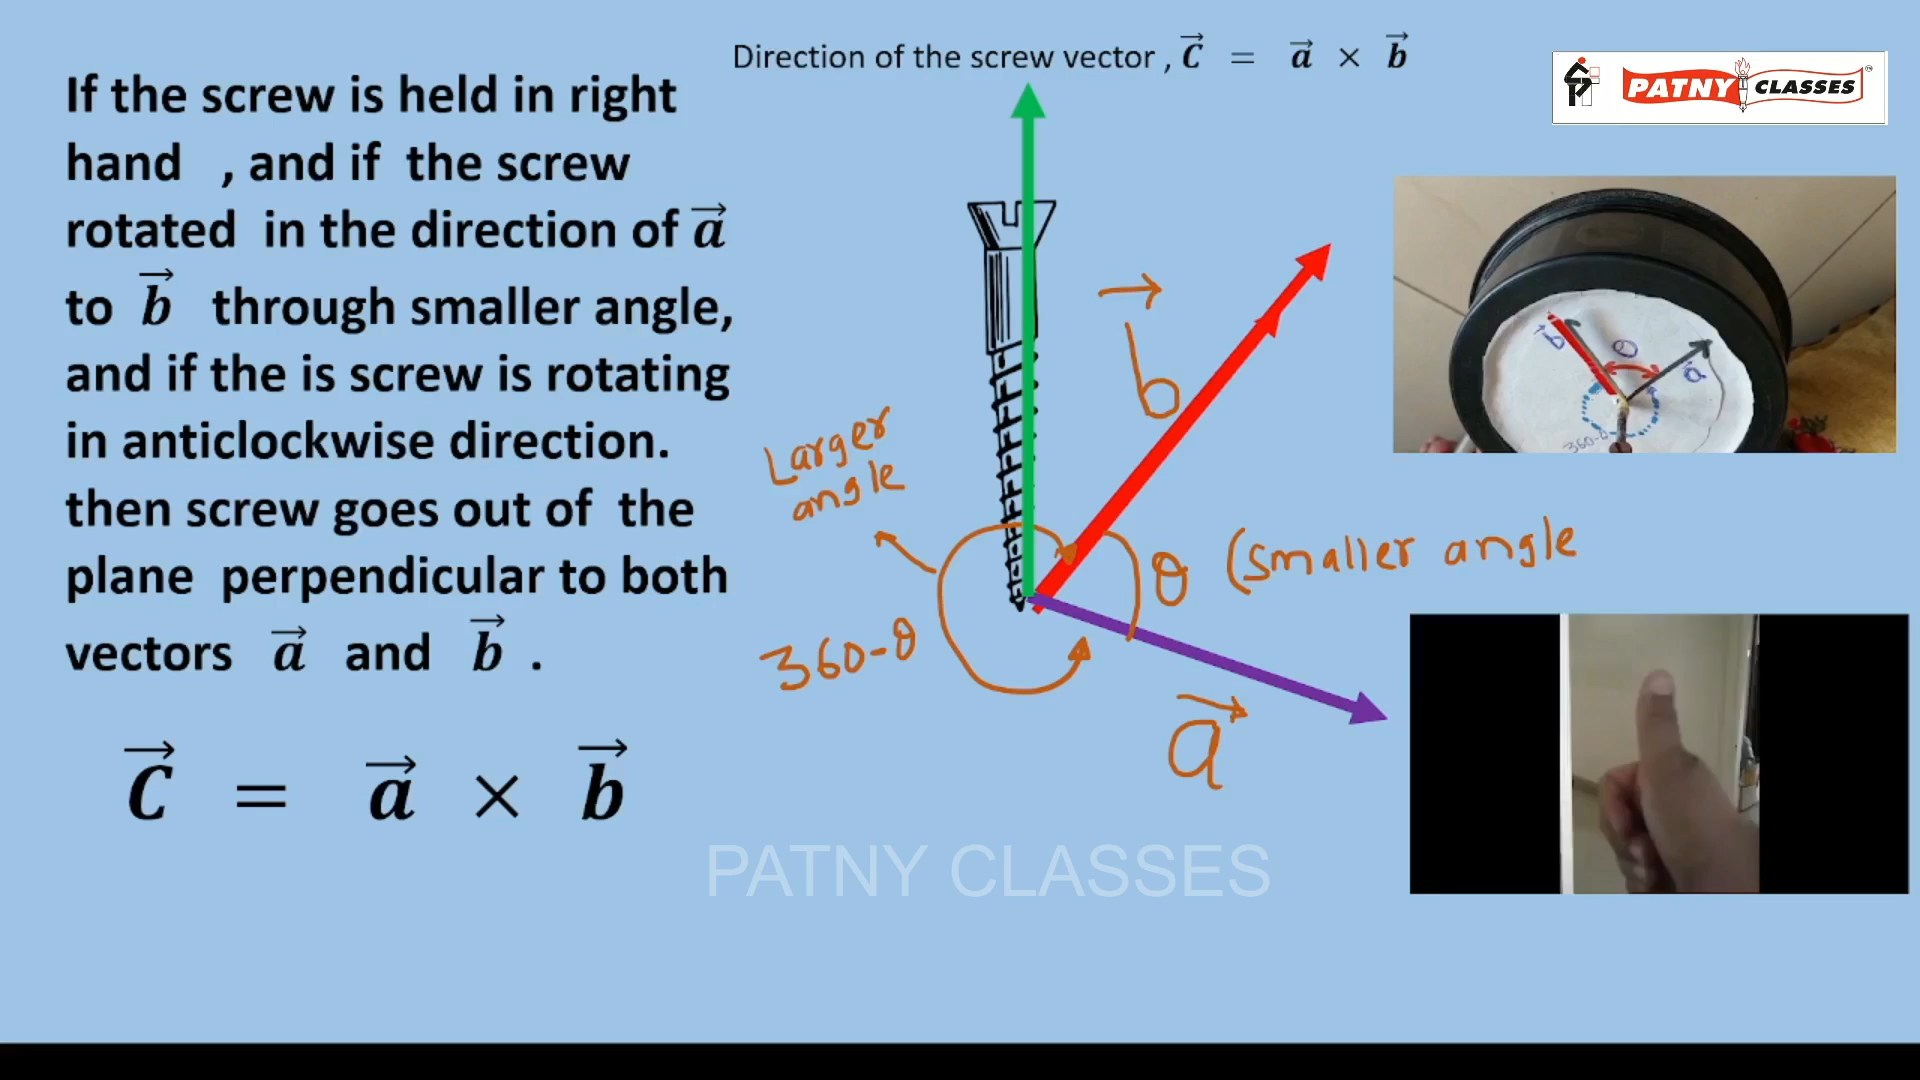 Direction of the screw vector , C⃗ = a⃗ × b⃗
PATNY CLASSES
If the screw is held in right
hand , and if the screw
rotated in the direction of a⃗
to b⃗ through smaller angle,
and if the is screw is rotating
in anticlockwise direction.
then screw goes out of the
plane perpendicular to both
vectors a⃗ and b⃗ .
C⃗ = a⃗ × b⃗
b⃗
Larger
angle
θ (smaller angle
360-θ
a⃗
b
θ
a
360-θ
PATNY CLASSES